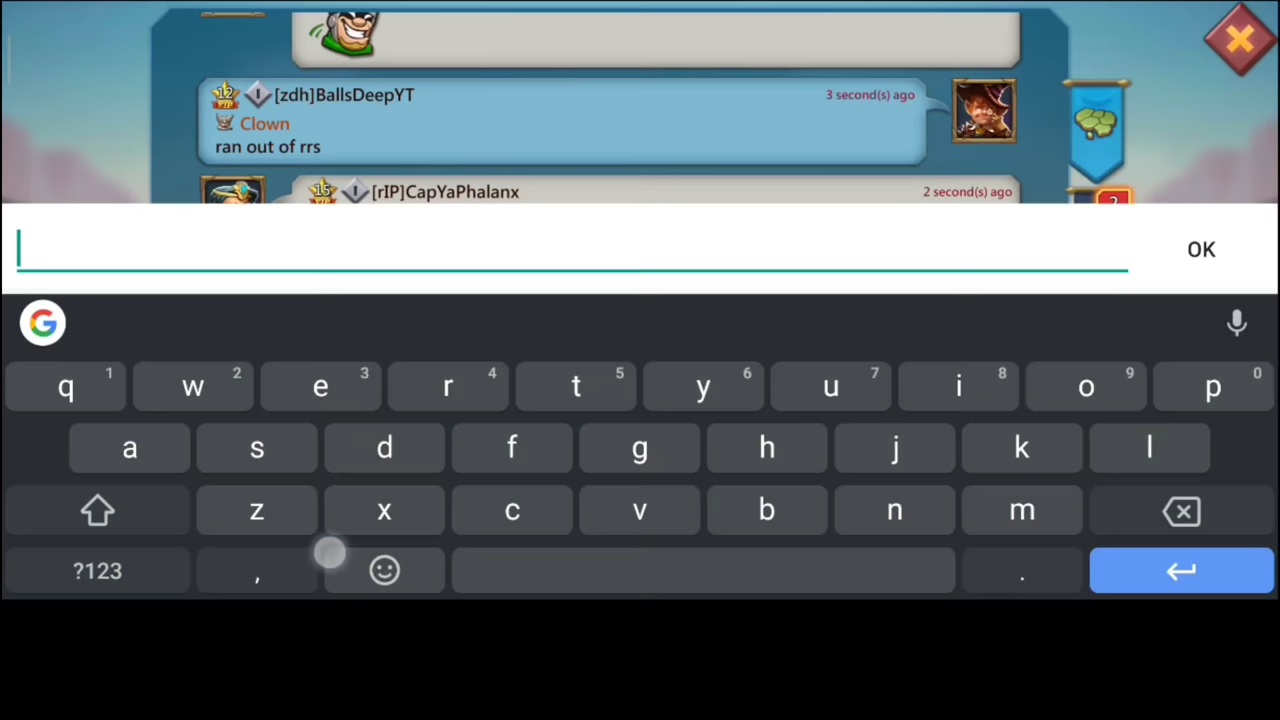 12 VIP [zdh]BallsDeepYT 3 second(s) ago
Clown
ran out of rrs
15 [rIP]CapYaPhalanx 2 second(s) ago
2
OK
q 1 w 2 e 3 r 4 t 5 y 6 u 7 i 8 o 9 p 0
a s d f g h j k l
z x c v b n m
?123 , .